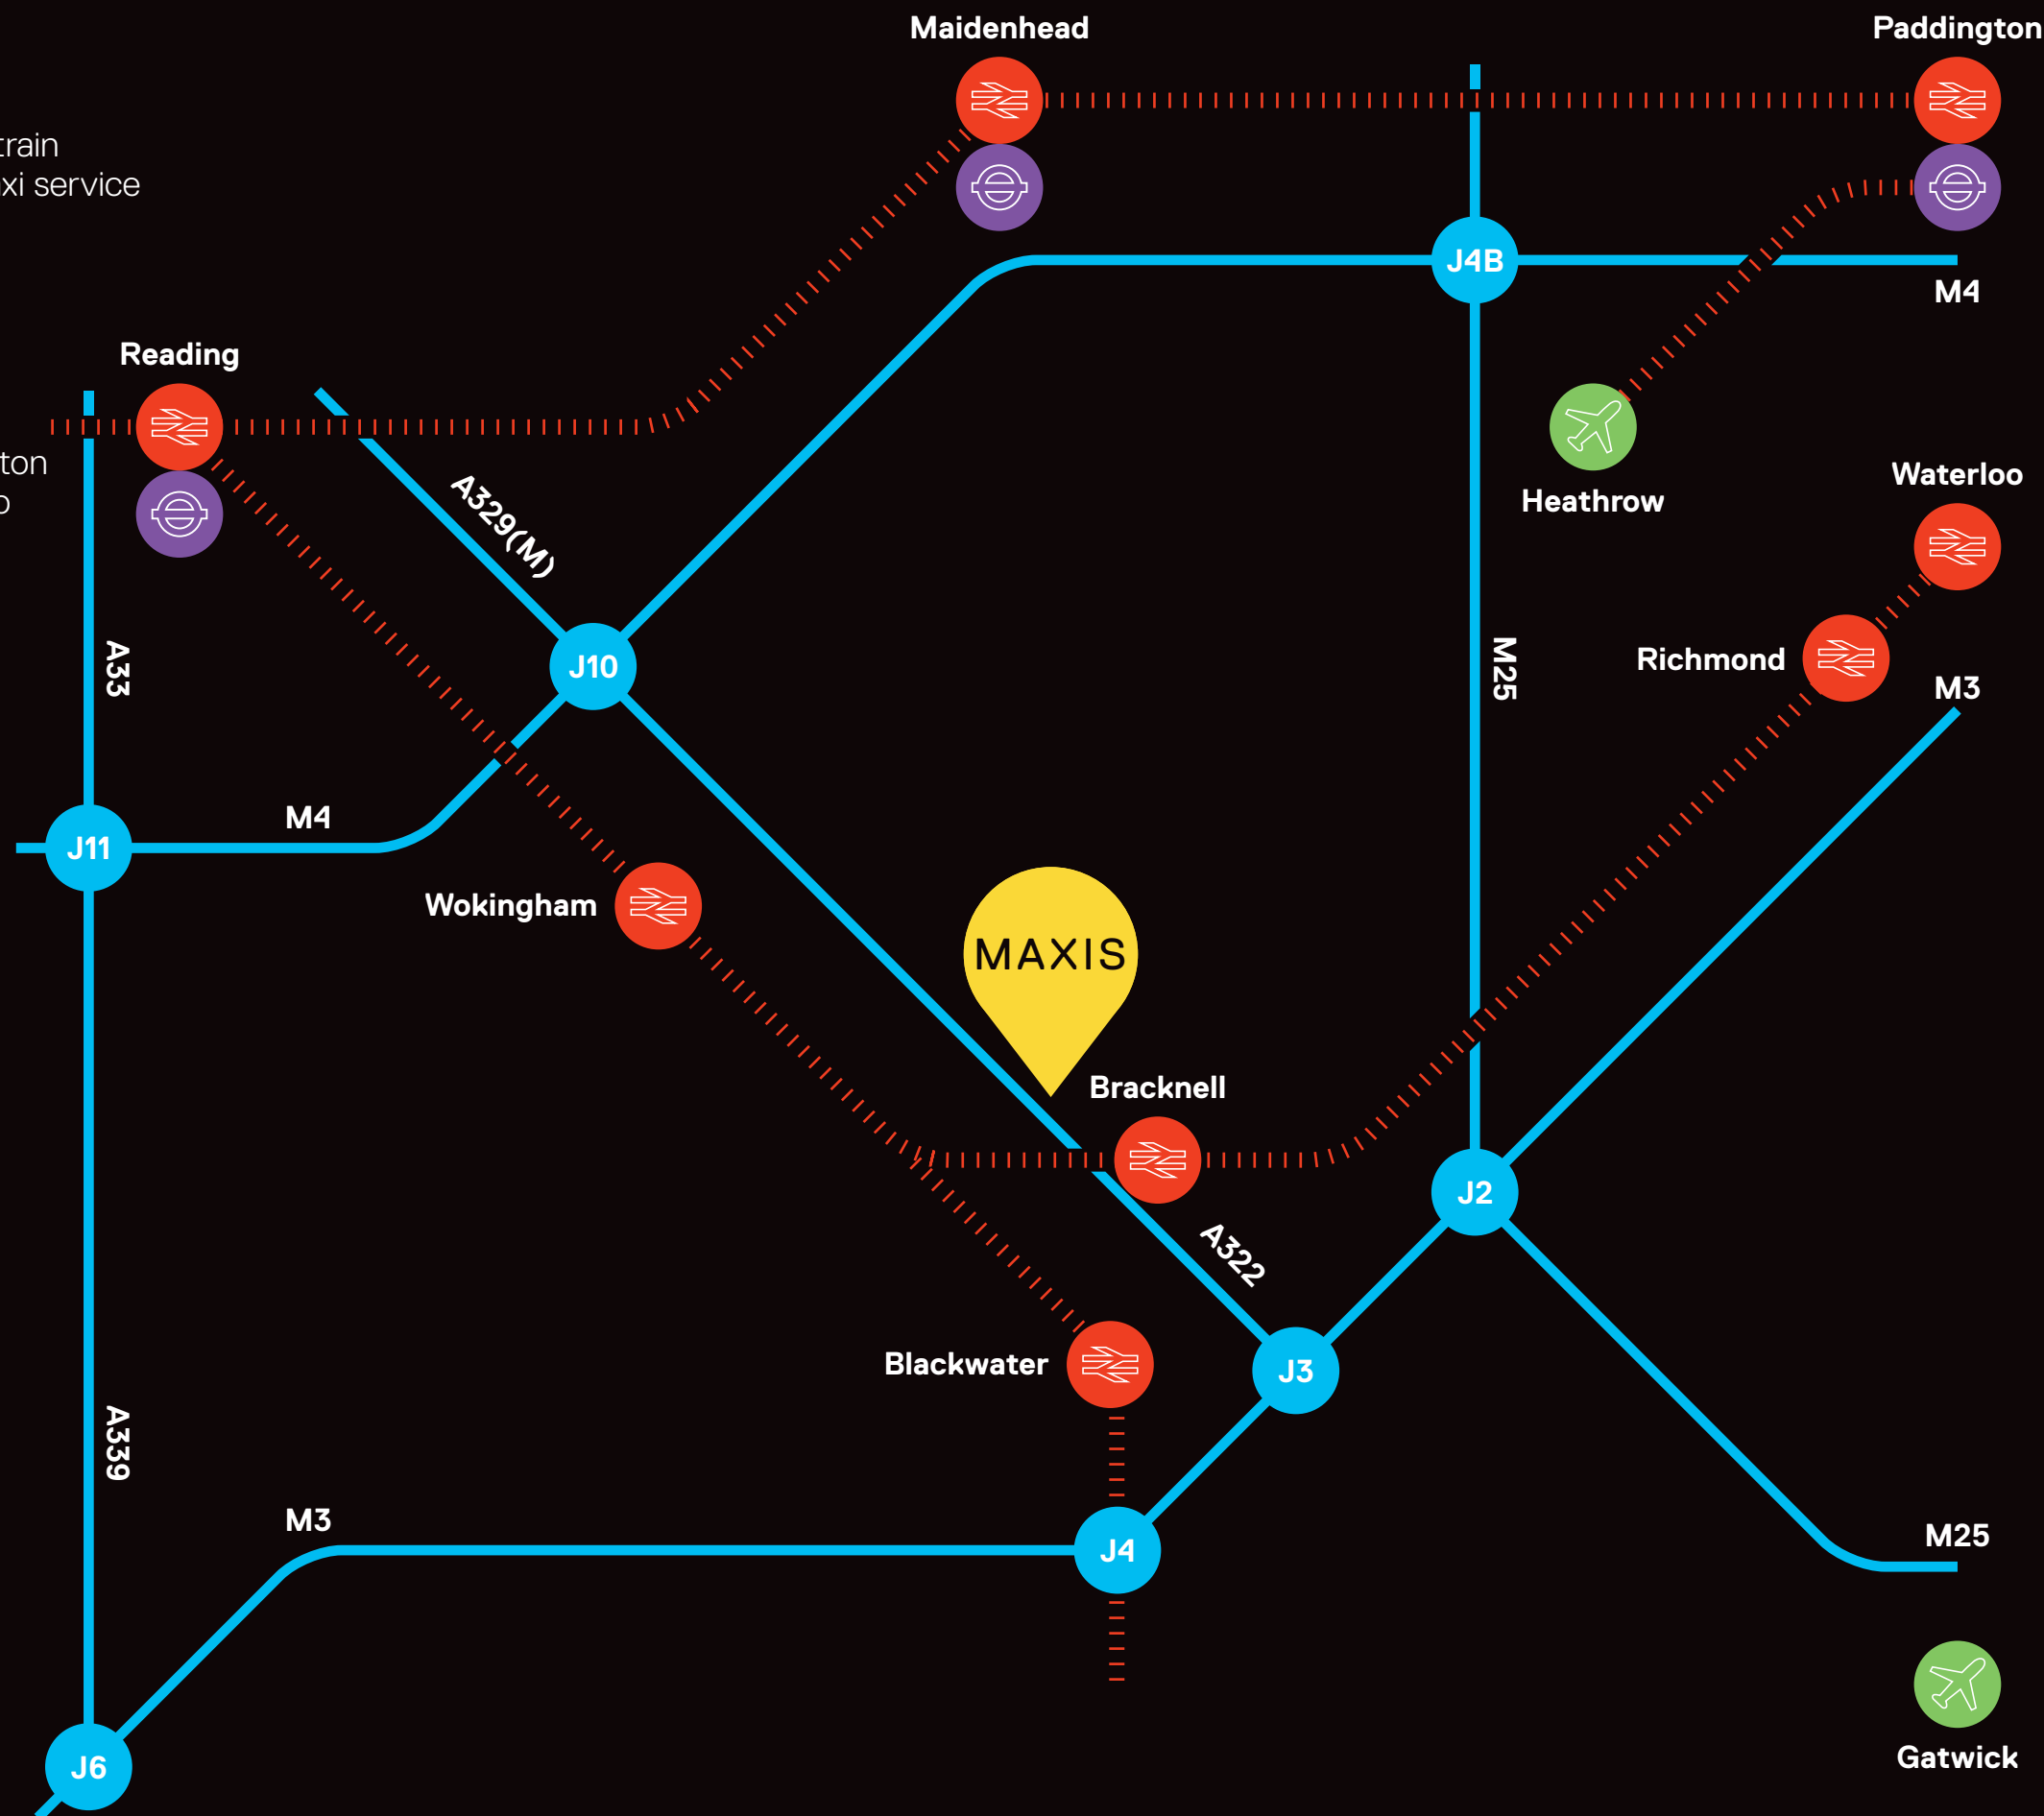 Maidenhead
Paddington
train
xi service
M4
J4B
Reading
ton
Heathrow
Waterloo
A329(M)
A33
J10
M25
Richmond
M3
M4
J11
Wokingham
MAXIS
Bracknell
J2
A322
Blackwater
J3
A339
M3
J4
M25
J6
Gatwick